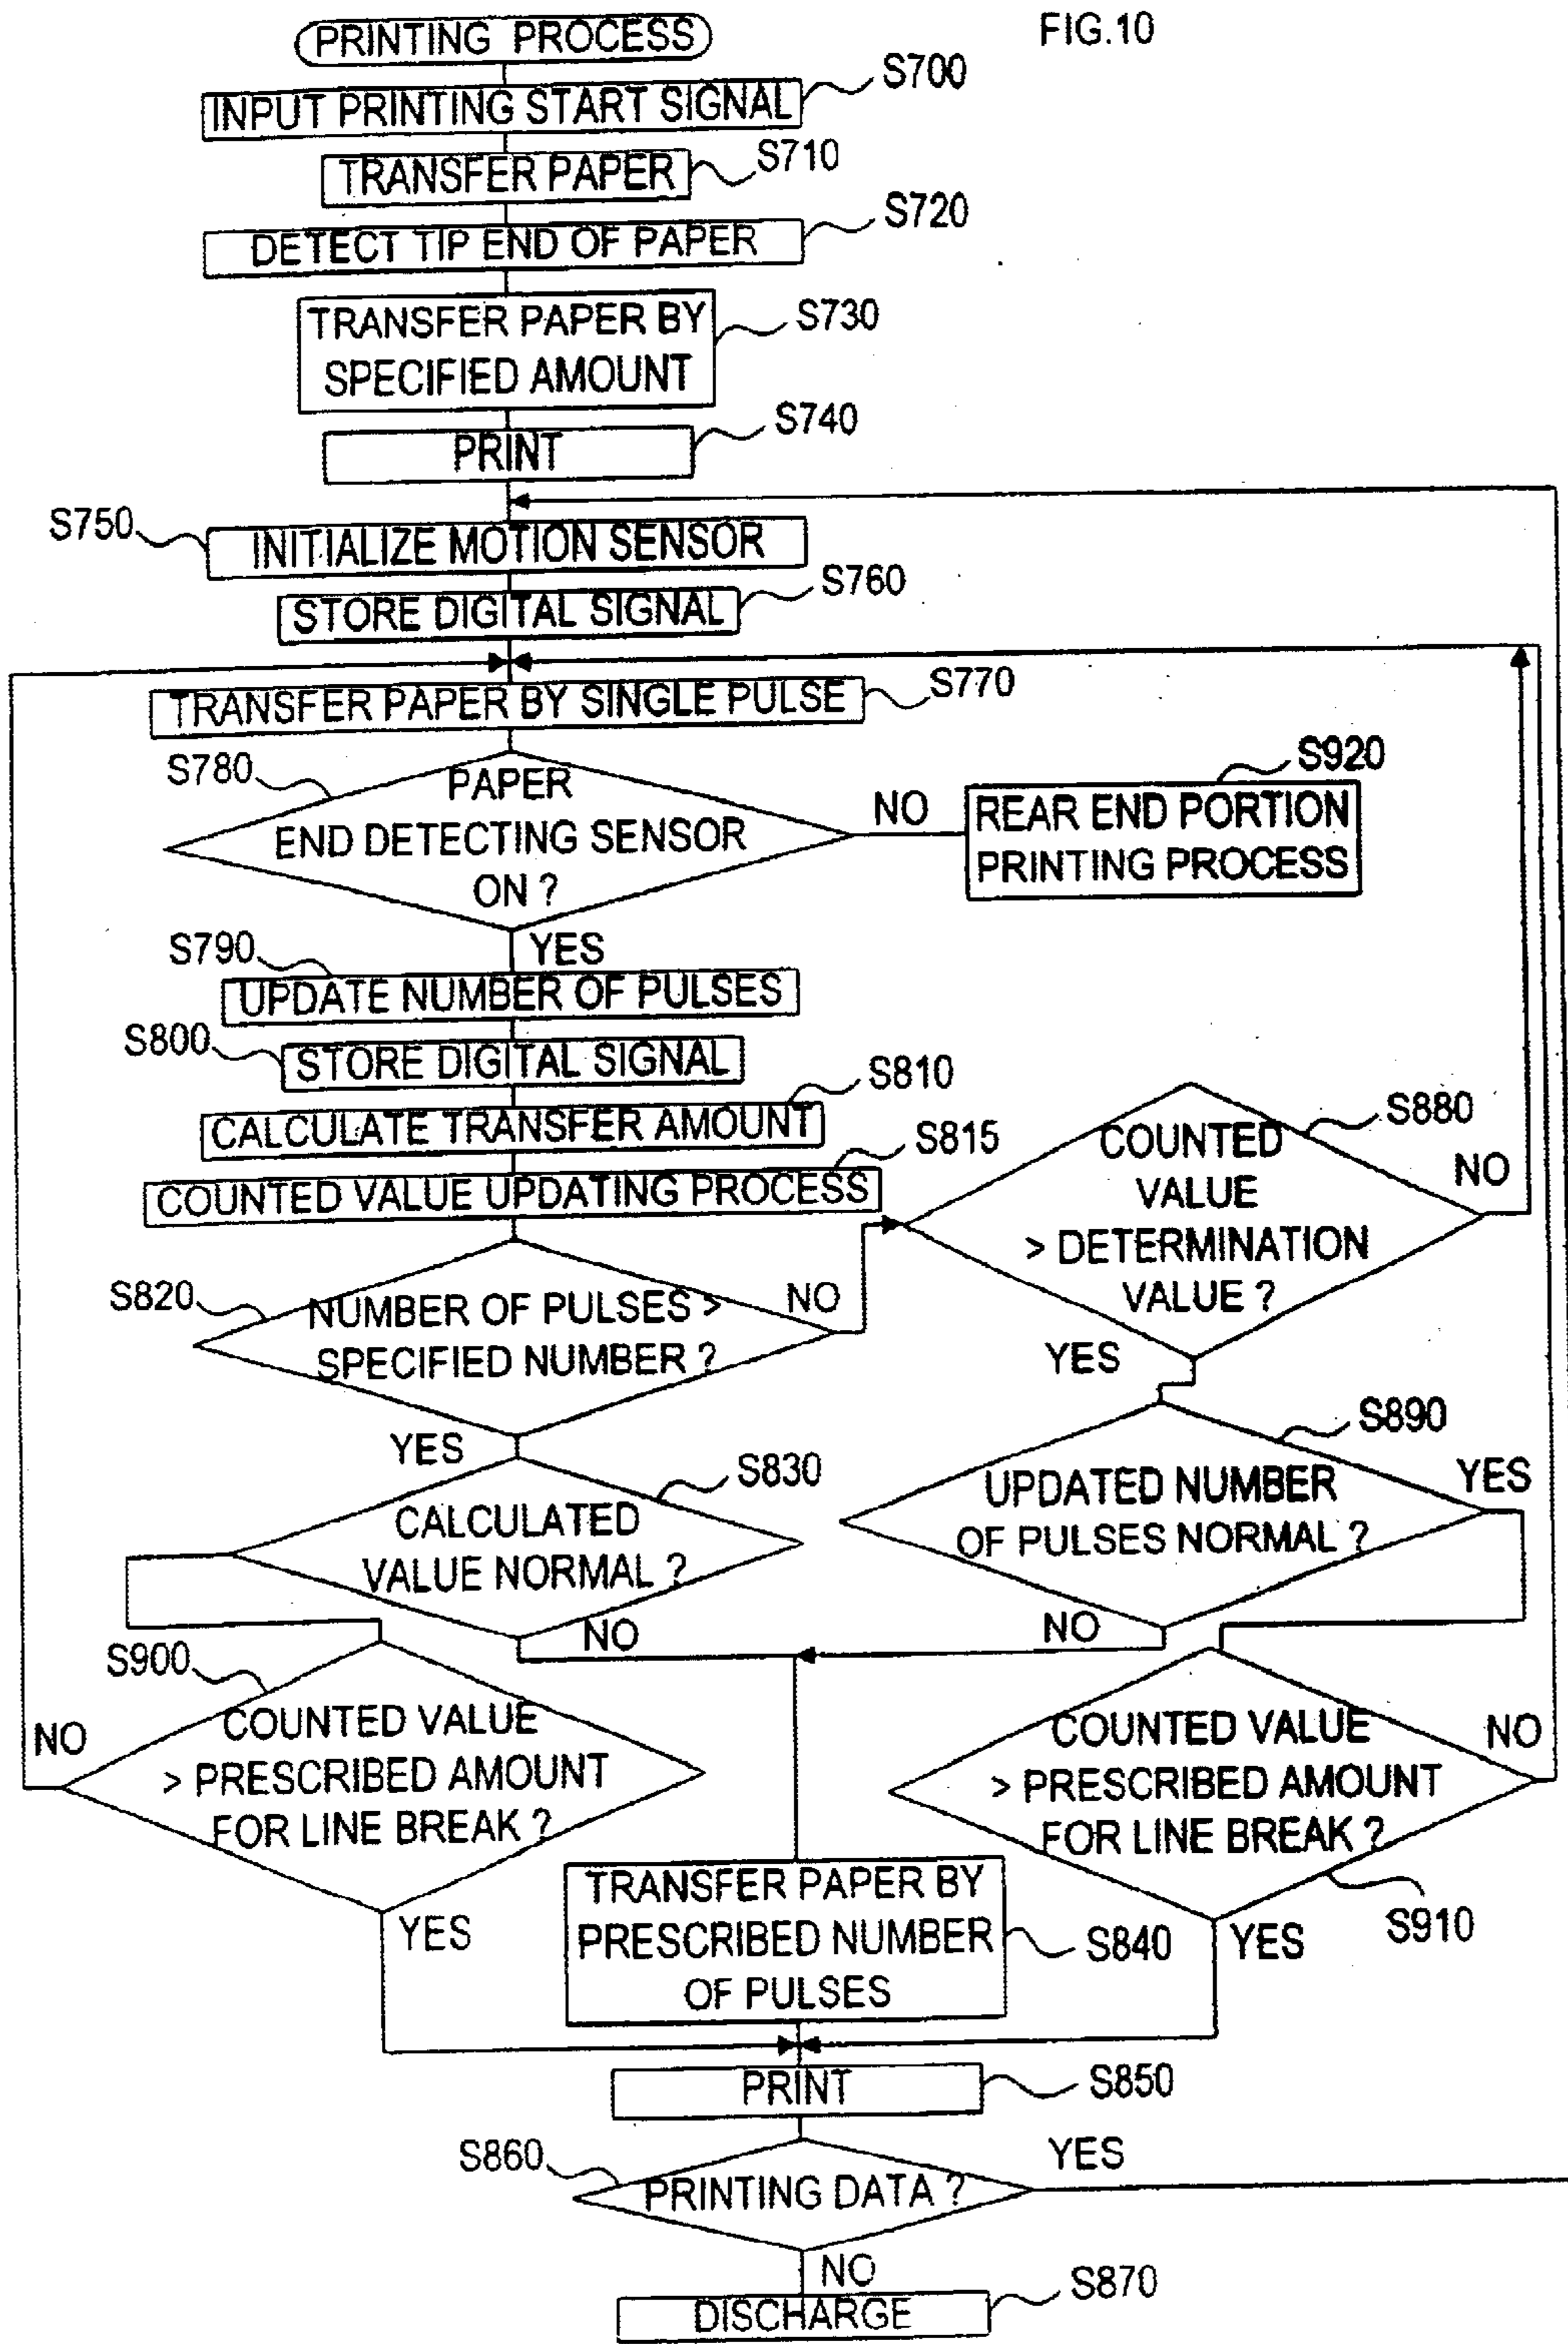 FIG.10
PRINTING PROCESS
S700
INPUT PRINTING START SIGNAL
S710
TRANSFER PAPER
S720
DETECT TIP END OF PAPER
S730
TRANSFER PAPER BY
SPECIFIED AMOUNT
S740
PRINT
S750
INITIALIZE MOTION SENSOR
S760
STORE DIGITAL SIGNAL
S770
TRANSFER PAPER BY SINGLE PULSE
S780
PAPER
END DETECTING SENSOR
ON ?
NO
S920
REAR END PORTION
PRINTING PROCESS
YES
S790
UPDATE NUMBER OF PULSES
S800
STORE DIGITAL SIGNAL
S810
CALCULATE TRANSFER AMOUNT
S815
COUNTED VALUE UPDATING PROCESS
S820
NUMBER OF PULSES >
SPECIFIED NUMBER ?
NO
S880
COUNTED
VALUE
> DETERMINATION
VALUE ?
NO
YES
YES
S830
CALCULATED
VALUE NORMAL ?
NO
S890
UPDATED NUMBER
OF PULSES NORMAL ?
YES
NO
S900
COUNTED VALUE
> PRESCRIBED AMOUNT
FOR LINE BREAK ?
NO
YES
COUNTED VALUE
> PRESCRIBED AMOUNT
FOR LINE BREAK ?
NO
S910
YES
TRANSFER PAPER BY
PRESCRIBED NUMBER
OF PULSES
S840
PRINT
S850
S860
PRINTING DATA ?
YES
NO
S870
DISCHARGE